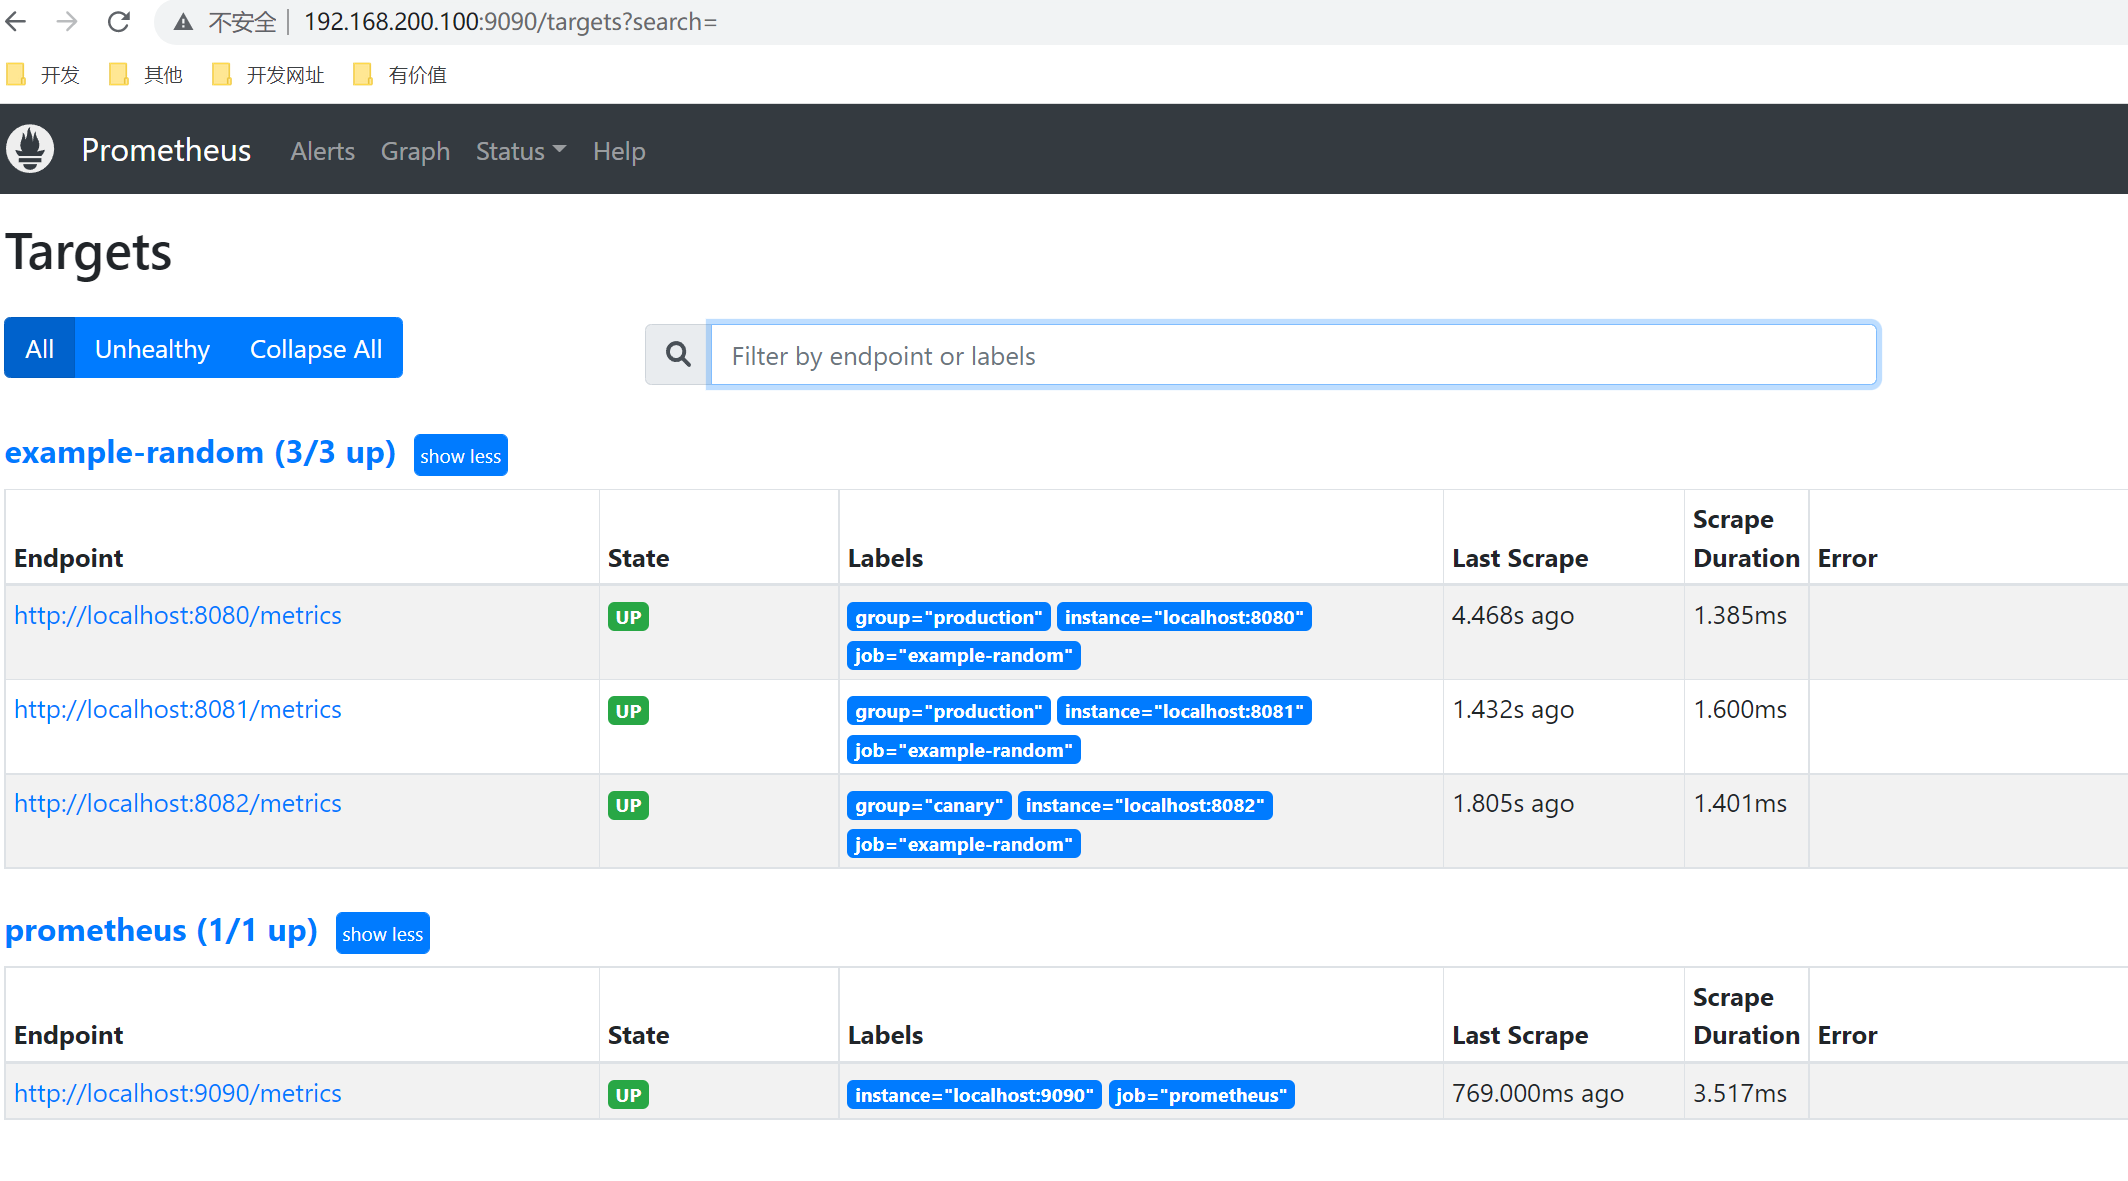 不安全 192.168.200.100:9090/targets?search=
开发 其他 开发网址 有价值
Prometheus Alerts Graph Status Help
Targets
All Unhealthy Collapse All Filter by endpoint or labels
example-random (3/3 up) show less
Endpoint State Labels Last Scrape Scrape Duration Error
http://localhost:8080/metrics UP group="production" instance="localhost:8080" 4.468s ago 1.385ms
job="example-random"
http://localhost:8081/metrics UP group="production" instance="localhost:8081" 1.432s ago 1.600ms
job="example-random"
http://localhost:8082/metrics UP group="canary" instance="localhost:8082" 1.805s ago 1.401ms
job="example-random"
prometheus (1/1 up) show less
Endpoint State Labels Last Scrape Scrape Duration Error
http://localhost:9090/metrics UP instance="localhost:9090" job="prometheus" 769.000ms ago 3.517ms